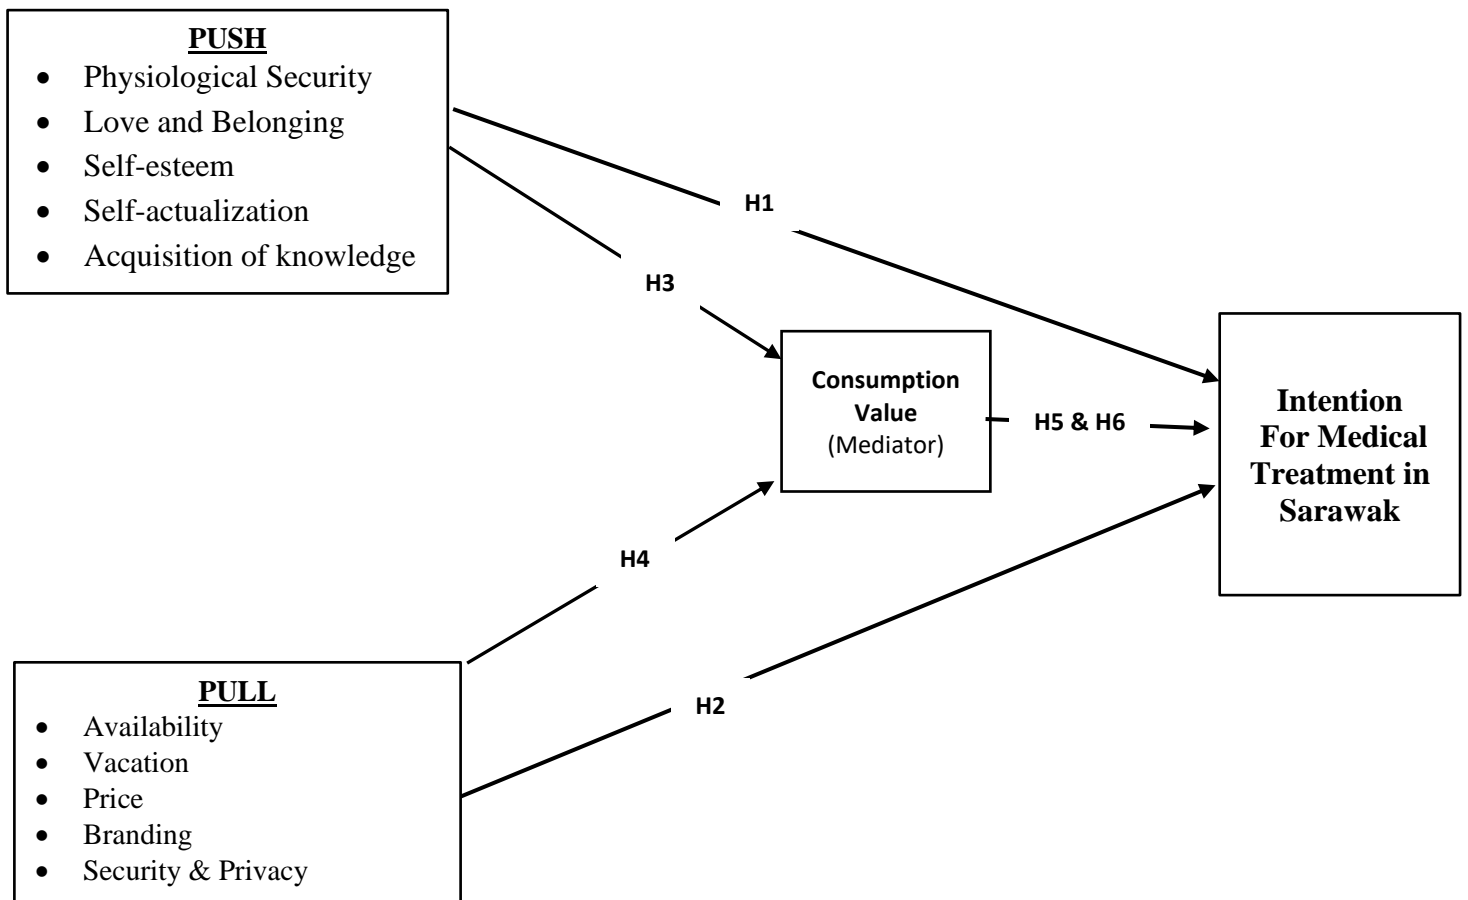 PUSH
• Physiological Security
• Love and Belonging
• Self-esteem
• Self-actualization
• Acquisition of knowledge
H1
H3
Consumption
Value
(Mediator)
H5 & H6
Intention
For Medical
Treatment in
Sarawak
H4
H2
PULL
• Availability
• Vacation
• Price
• Branding
• Security & Privacy